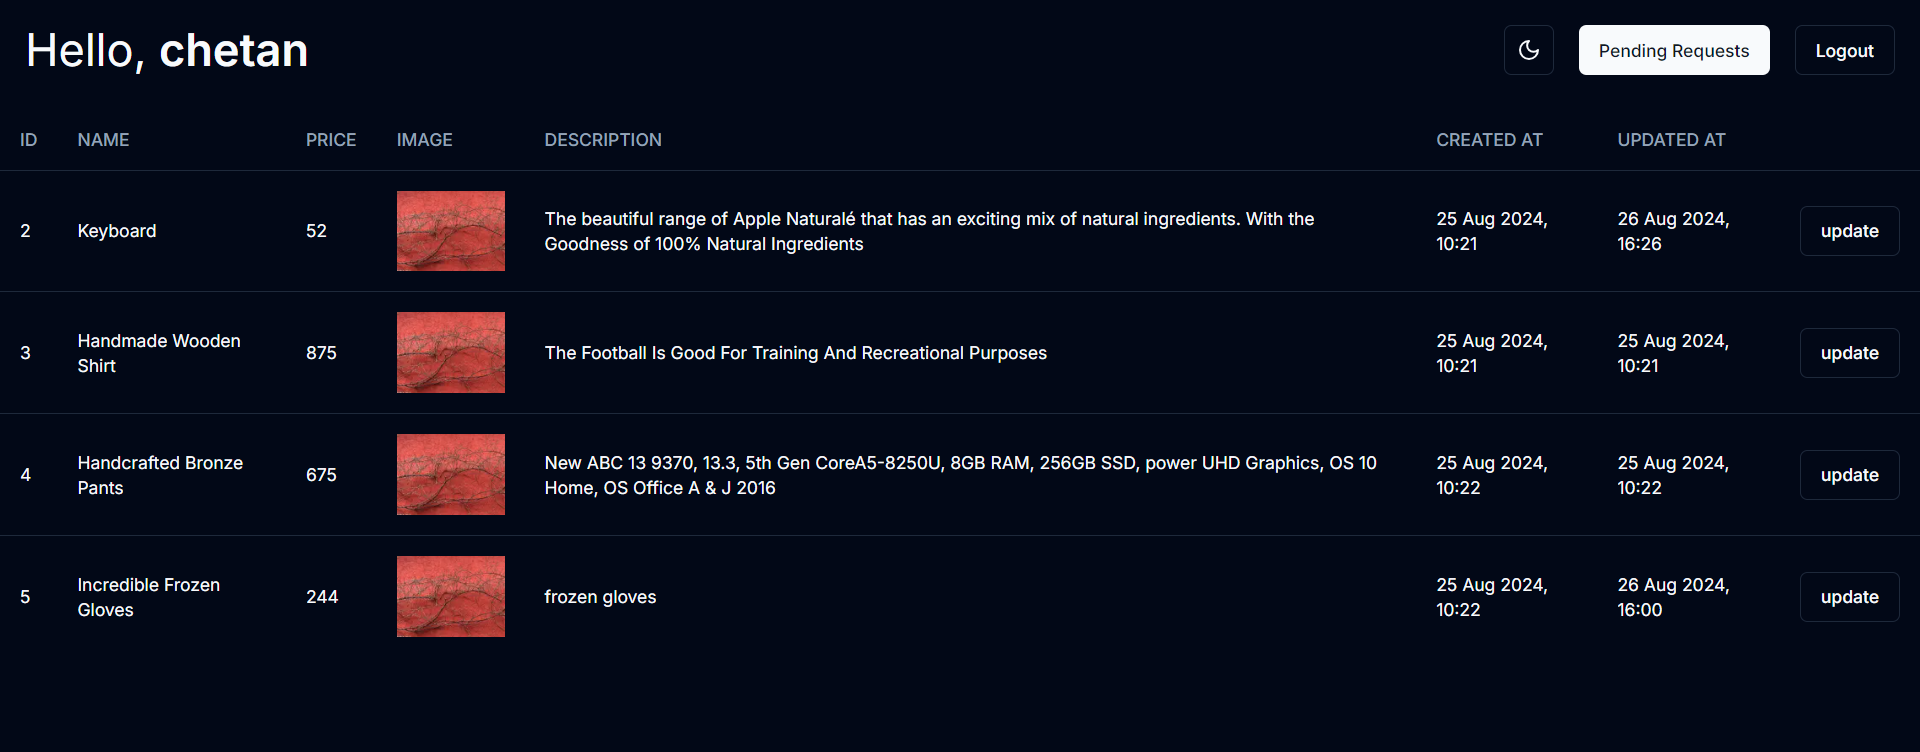 Hello, chetan
Pending Requests
Logout
ID NAME PRICE IMAGE DESCRIPTION CREATED AT UPDATED AT
2 Keyboard 52 The beautiful range of Apple Naturalé that has an exciting mix of natural ingredients. With the
Goodness of 100% Natural Ingredients
25 Aug 2024,
10:21
26 Aug 2024,
16:26
update
3
Handmade Wooden
Shirt
875
The Football Is Good For Training And Recreational Purposes
25 Aug 2024,
10:21
25 Aug 2024,
10:21
update
4
Handcrafted Bronze
Pants
675
New ABC 13 9370, 13.3, 5th Gen CoreA5-8250U, 8GB RAM, 256GB SSD, power UHD Graphics, OS 10
Home, OS Office A & J 2016
25 Aug 2024,
10:22
25 Aug 2024,
10:22
update
5
Incredible Frozen
Gloves
244
frozen gloves
25 Aug 2024,
10:22
26 Aug 2024,
16:00
update